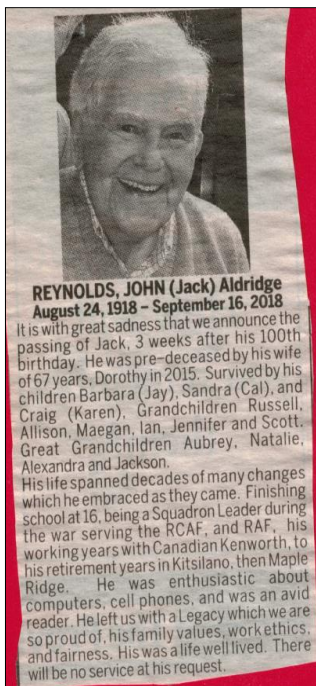 REYNOLDS, JOHN (Jack) Aldridge
August 24, 1918 – September 16, 2018
It is with great sadness that we announce the
passing of Jack, 3 weeks after his 100th
birthday. He was pre-deceased by his wife
of 67 years, Dorothy in 2015. Survived by his
children Barbara (Jay), Sandra (Cal), and
Craig (Karen), Grandchildren Russell,
Allison, Maegan, Ian, Jennifer and Scott.
Great Grandchildren Aubrey, Natalie,
Alexandra and Jackson.
His life spanned decades of many changes
which he embraced as they came. Finishing
school at 16, being a Squadron Leader during
the war serving the RCAF, and RAF, his
working years with Canadian Kenworth, to
his retirement years in Kitsilano, then Maple
Ridge. He was enthusiastic about
computers, cell phones, and was an avid
reader. He left us with a Legacy which we are
so proud of, his family values, work ethics,
and fairness. His was a life well lived. There
will be no service at his request.